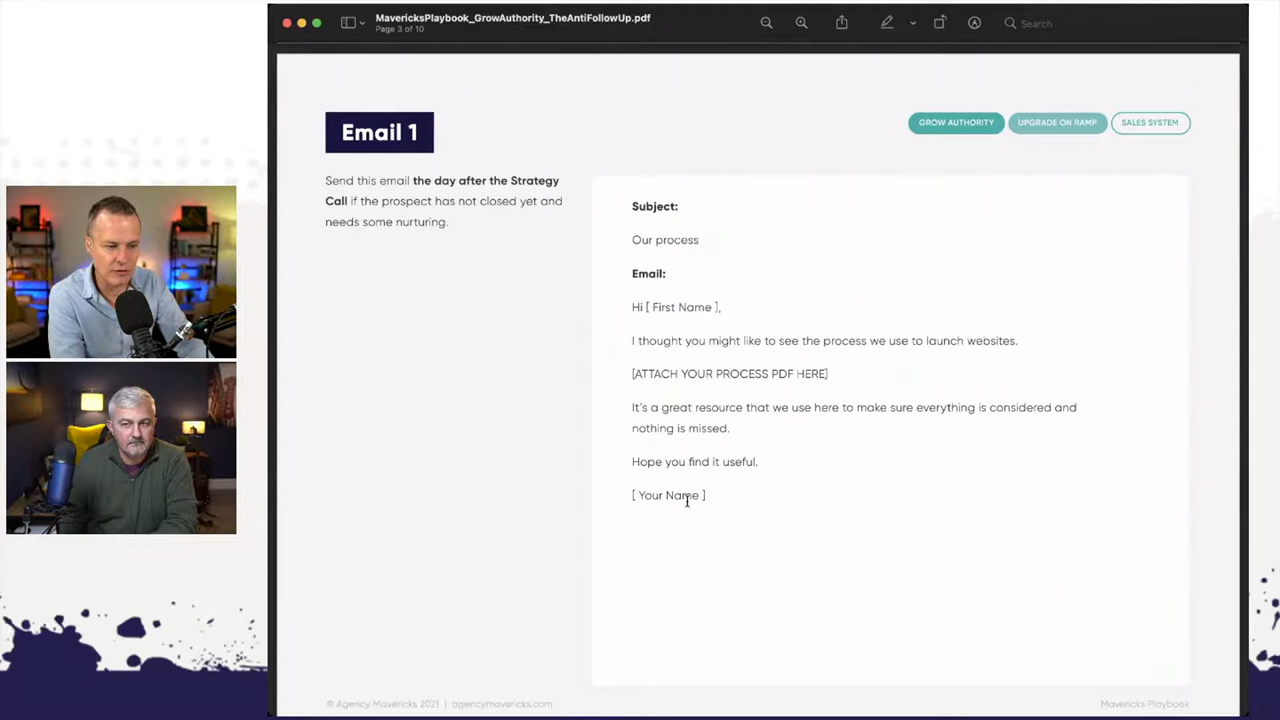 MavericksPlaybook_GrowAuthority_TheAntiFollowUp.pdf
Page 3 of 10
Search
Email 1
GROW AUTHORITY
UPGRADE ON RAMP
SALES SYSTEM
Send this email the day after the Strategy
Call if the prospect has not closed yet and
needs some nurturing.
Subject:
Our process
Email:
Hi [ First Name ],
I thought you might like to see the process we use to launch websites.
[ATTACH YOUR PROCESS PDF HERE]
It's a great resource that we use here to make sure everything is considered and
nothing is missed.
Hope you find it useful.
[ Your Name ]
© Agency Mavericks 2021 | agencymavericks.com
Mavericks Playbook